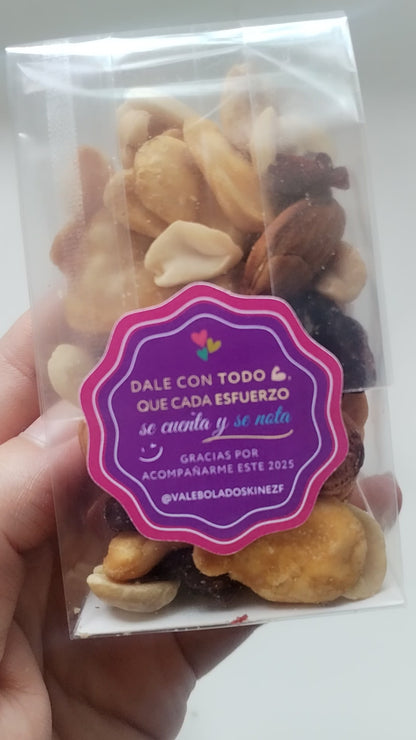 DALE CON TODO 💪,
QUE CADA ESFUERZO
se cuenta y se nota
GRACIAS POR
ACOMPAÑARME ESTE 2025
@VALEBOLADOSKINEZF